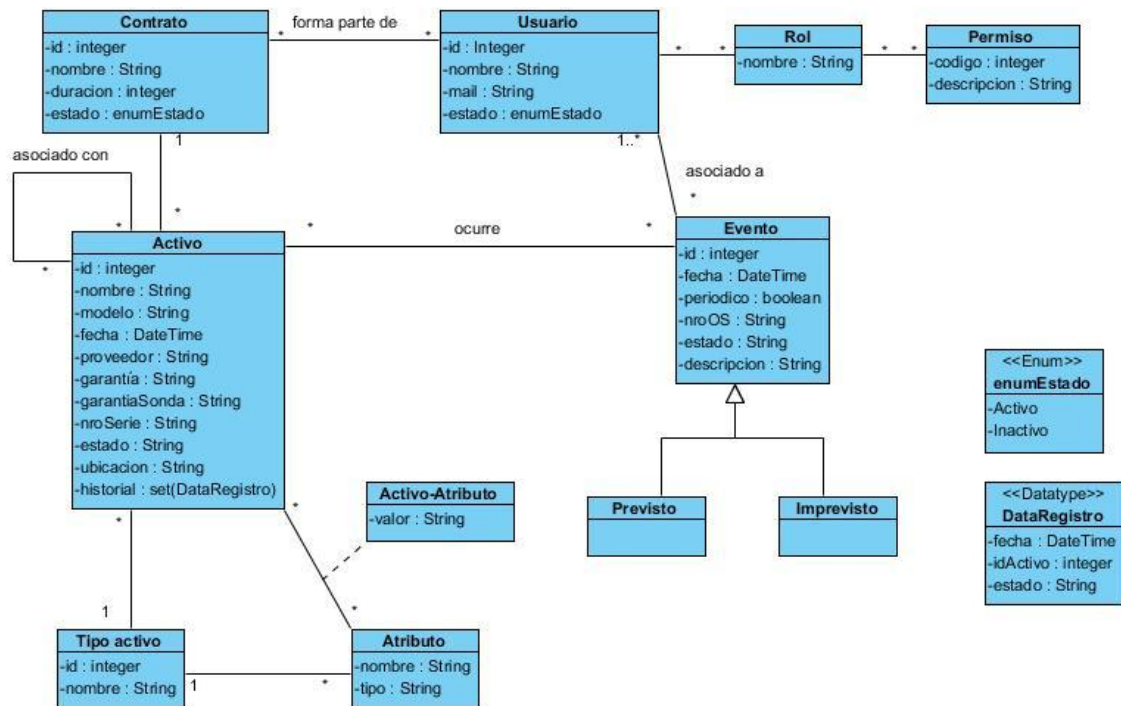 Contrato
-id : integer
-nombre : String
-duracion : integer
-estado : enumEstado
* forma parte de *
Usuario
-id : Integer
-nombre : String
-mail : String
-estado : enumEstado
* *
Rol
-nombre : String
* *
Permiso
-codigo : integer
-descripcion : String
1
*
asociado con
*
*
1..*
asociado a
*
Activo
-id : integer
-nombre : String
-modelo : String
-fecha : DateTime
-proveedor : String
-garantía : String
-garantiaSonda : String
-nroSerie : String
-estado : String
-ubicacion : String
-historial : set(DataRegistro)
* ocurre *
Evento
-id : integer
-fecha : DateTime
-periodico : boolean
-nroOS : String
-estado : String
-descripcion : String
<<Enum>>
enumEstado
-Activo
-Inactivo
Activo-Atributo
-valor : String
Previsto
Imprevisto
<<Datatype>>
DataRegistro
-fecha : DateTime
-idActivo : integer
-estado : String
*
*
1
*
Tipo activo
-id : integer
-nombre : String
1 *
Atributo
-nombre : String
-tipo : String